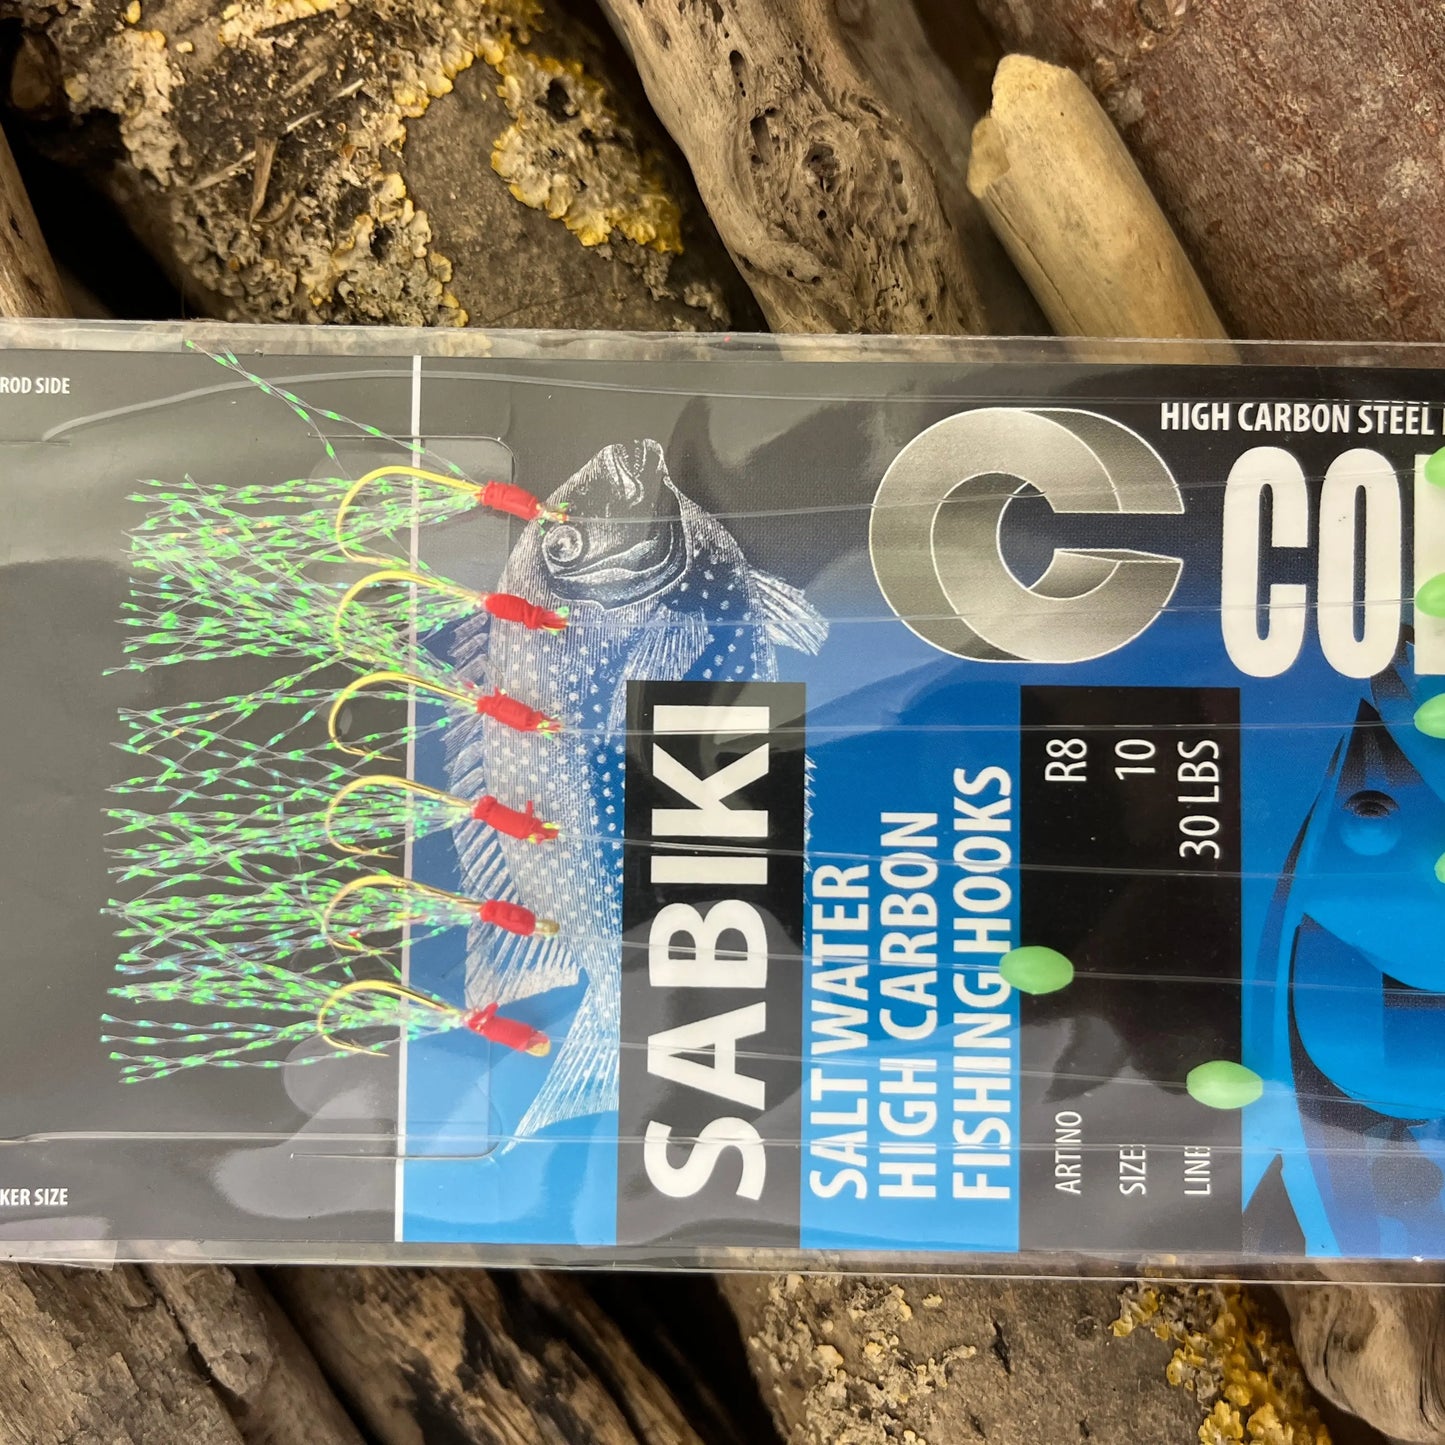 ROD SIDE
KER SIZE
HIGH CARBON STEEL
CO
SABIKI
SALT WATER
HIGH CARBON
FISHING HOOKS
ARTINO R8
SIZE: 10
LINE 30 LBS